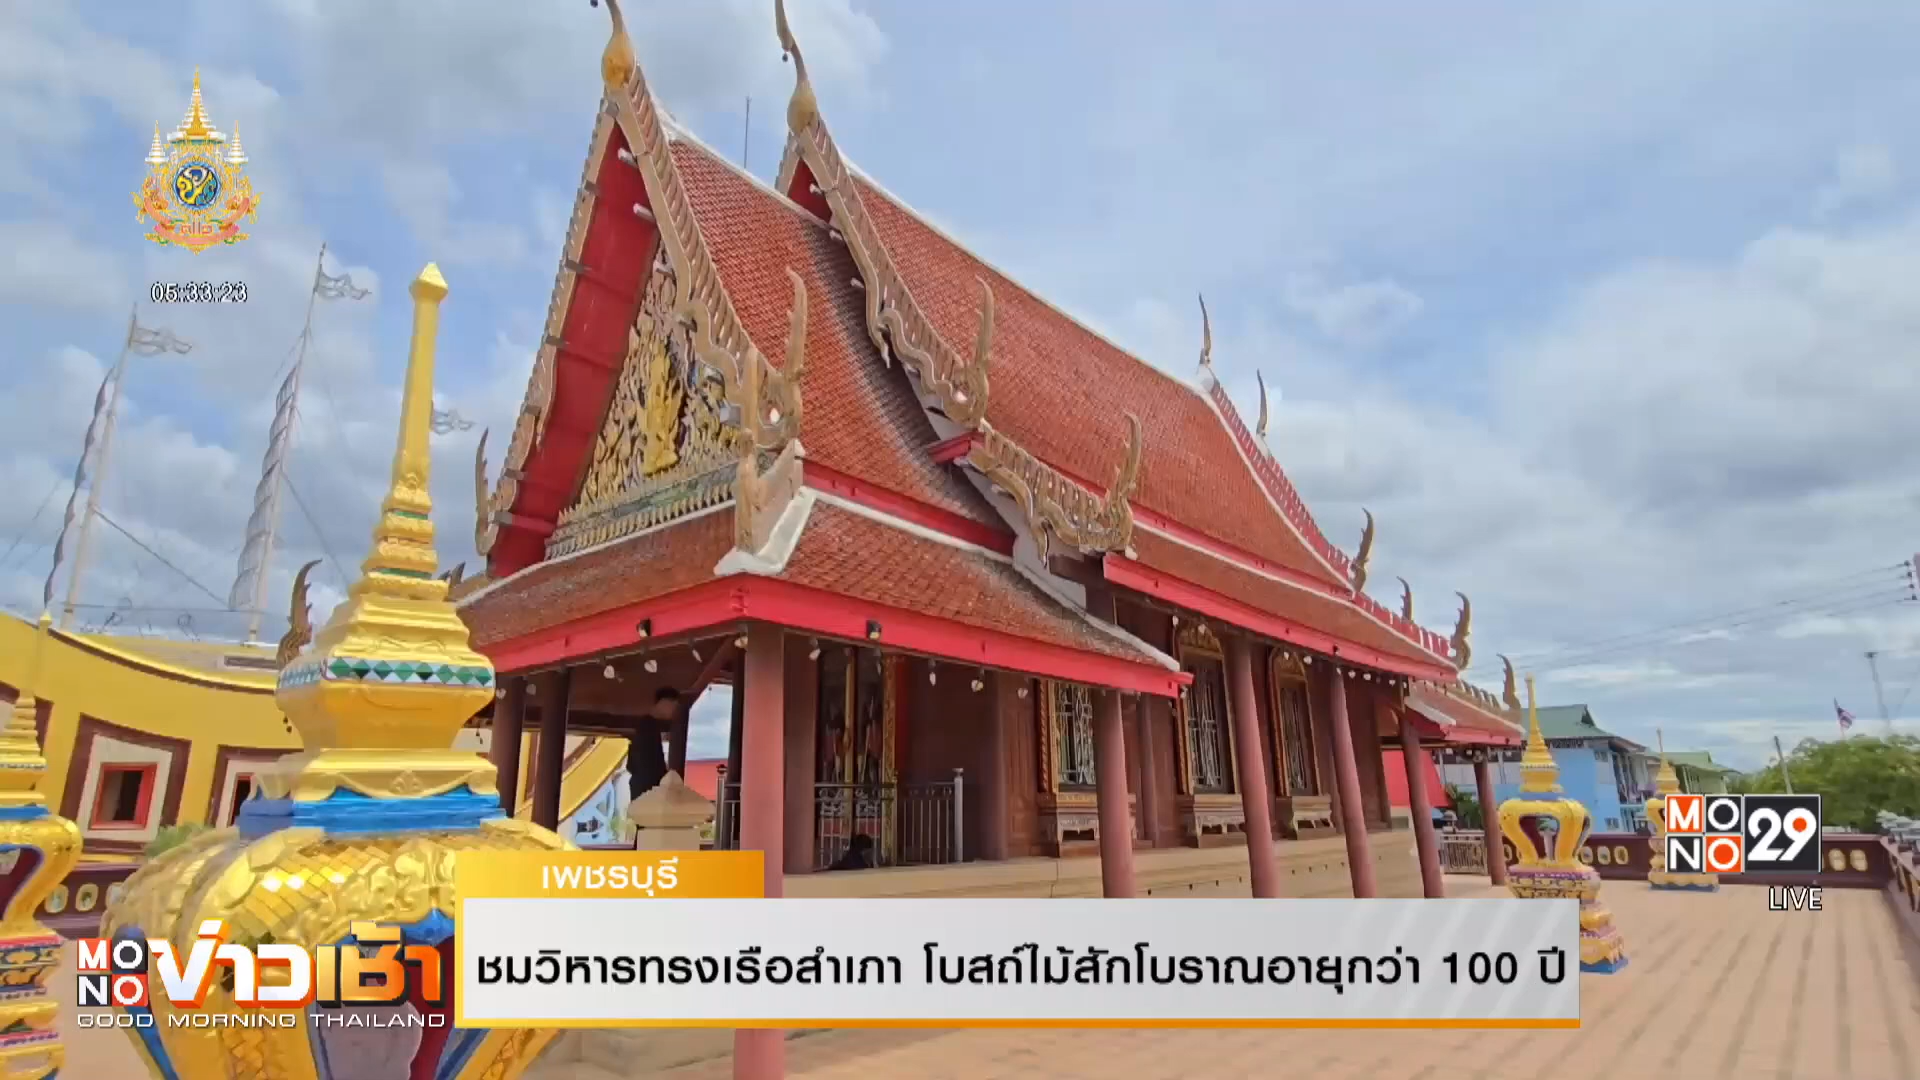 05:33:23
MONO
29
LIVE
เพชรบุรี
ชมวิหารทรงเรือสำเภา โบสถ์ไม้สักโบราณอายุกว่า 100 ปี
MONO ข่าวเช้า
GOOD MORNING THAILAND